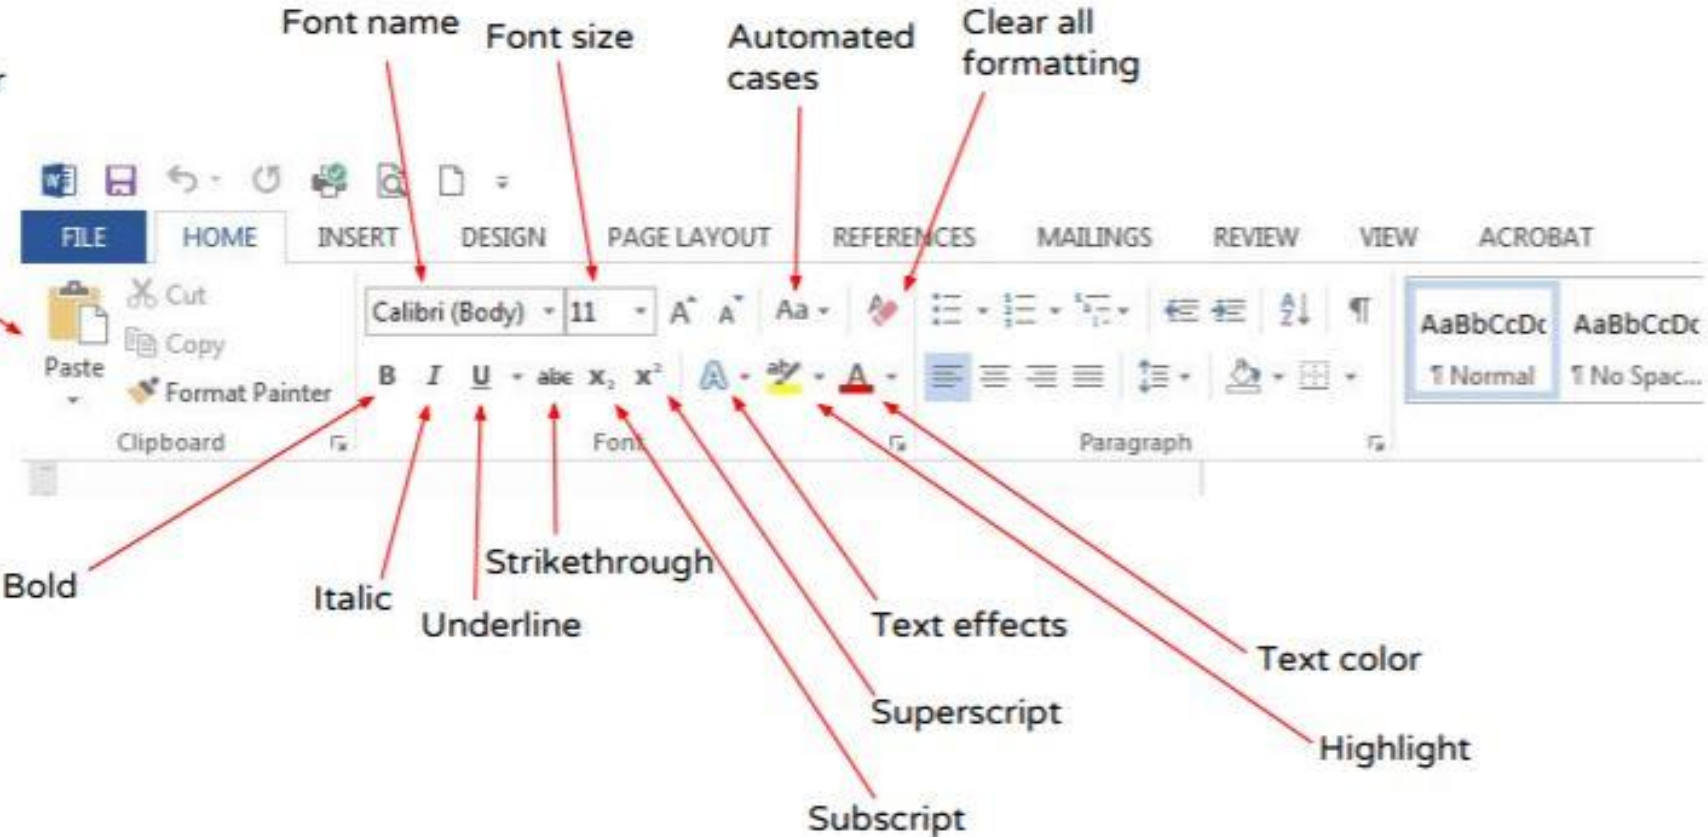 Font name
Font size
Automated
cases
Clear all
formatting
r
FILE HOME INSERT DESIGN PAGE LAYOUT REFERENCES MAILINGS REVIEW VIEW ACROBAT
Cut
Copy
Format Painter
Paste
Clipboard
Calibri (Body) 11 A A Aa
B I U abc X₂ X² A aby A
Font
Paragraph
AaBbCcDc AaBbCcDc
¶ Normal ¶ No Spac...
Bold
Italic
Underline
Strikethrough
Text effects
Text color
Superscript
Highlight
Subscript